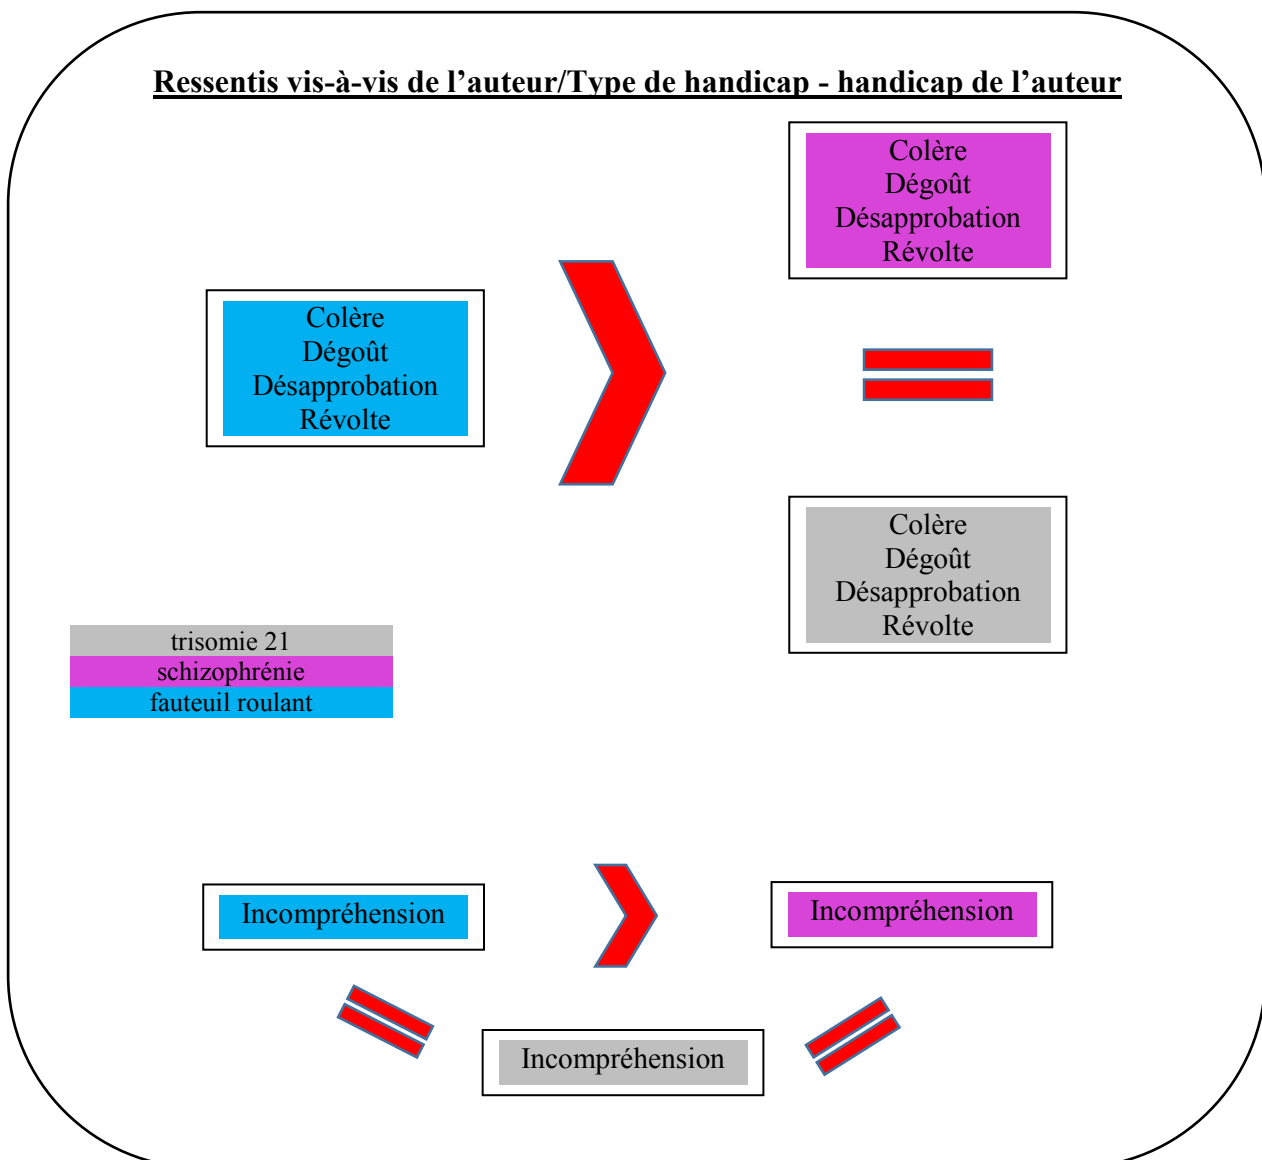 Ressentis vis-à-vis de l’auteur/Type de handicap - handicap de l’auteur
Colère
Dégoût
Désapprobation
Révolte
Colère
Dégoût
Désapprobation
Révolte
Colère
Dégoût
Désapprobation
Révolte
trisomie 21
schizophrénie
fauteuil roulant
Incompréhension
Incompréhension
Incompréhension